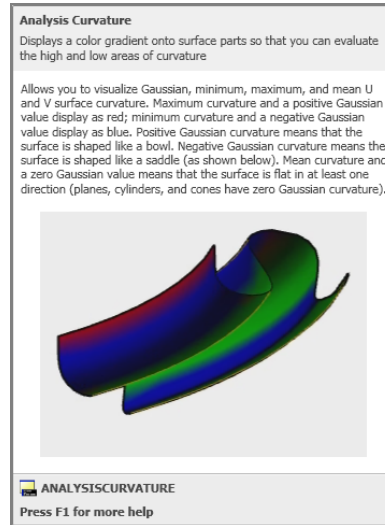 Analysis Curvature
Displays a color gradient onto surface parts so that you can evaluate
the high and low areas of curvature
Allows you to visualize Gaussian, minimum, maximum, and mean U
and V surface curvature. Maximum curvature and a positive Gaussian
value display as red; minimum curvature and a negative Gaussian
value display as blue. Positive Gaussian curvature means that the
surface is shaped like a bowl. Negative Gaussian curvature means the
surface is shaped like a saddle (as shown below). Mean curvature and
a zero Gaussian value means that the surface is flat in at least one
direction (planes, cylinders, and cones have zero Gaussian curvature).
ANALYSISCURVATURE
Press F1 for more help